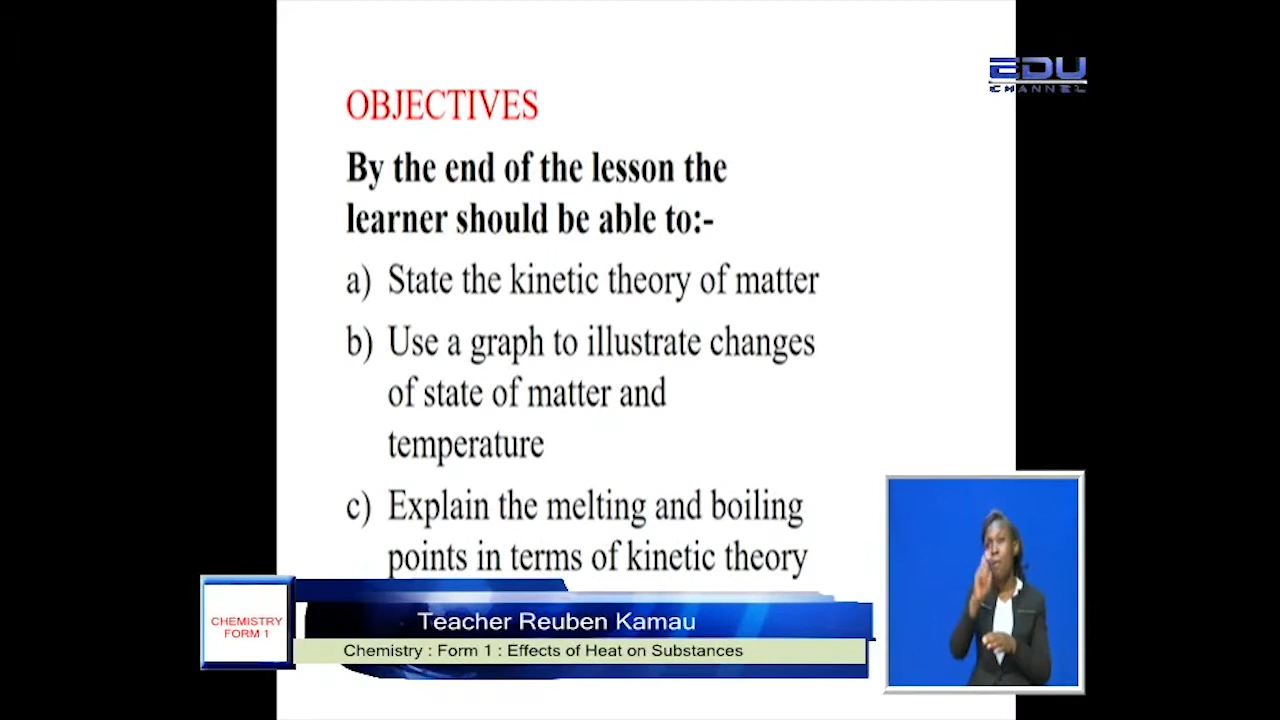 EDU
CHANNEL
OBJECTIVES
By the end of the lesson the
learner should be able to:-
a) State the kinetic theory of matter
b) Use a graph to illustrate changes
of state of matter and
temperature
c) Explain the melting and boiling
points in terms of kinetic theory
CHEMISTRY
FORM 1
Teacher Reuben Kamau
Chemistry : Form 1 : Effects of Heat on Substances